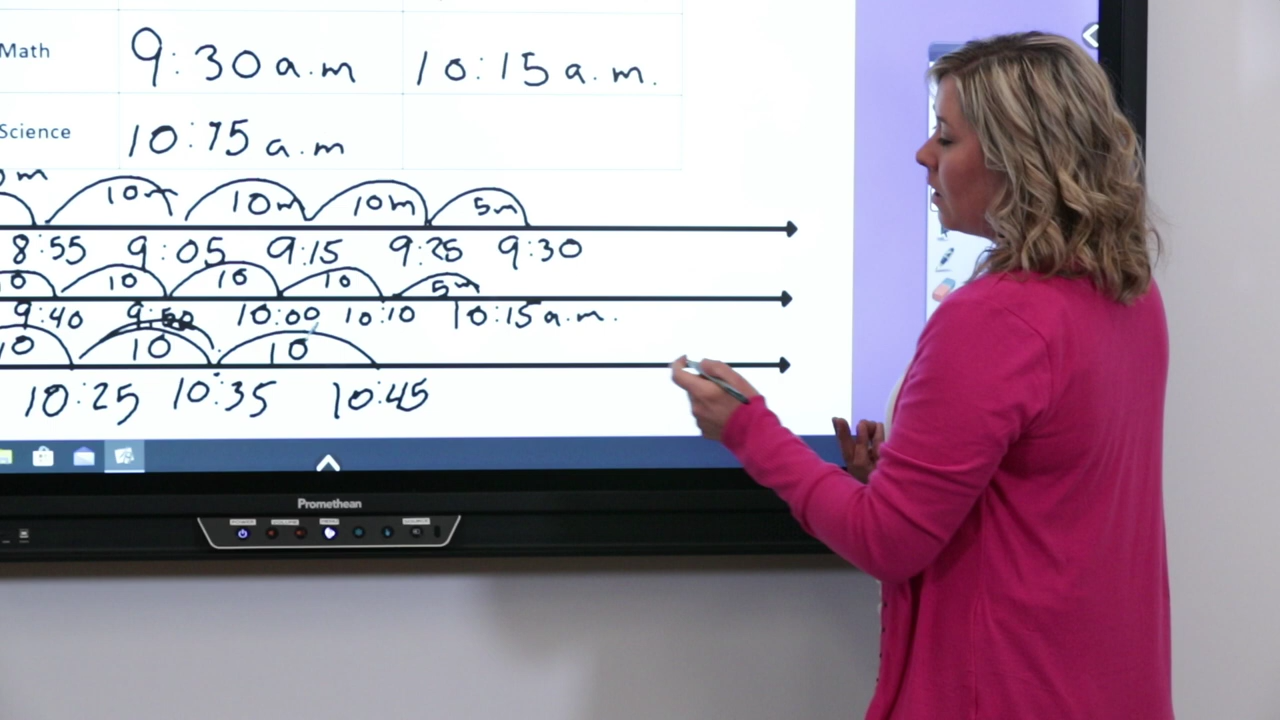 Math 9:30 a.m 10:15 a.m.
Science 10:15 a.m
0m 10m 10m 10m 5m
8:55 9:05 9:15 9:25 9:30
10 10 10 10 5m
9:40 9:50 10:00 10:10 10:15 a.m.
10 10 10
10:25 10:35 10:45
Promethean